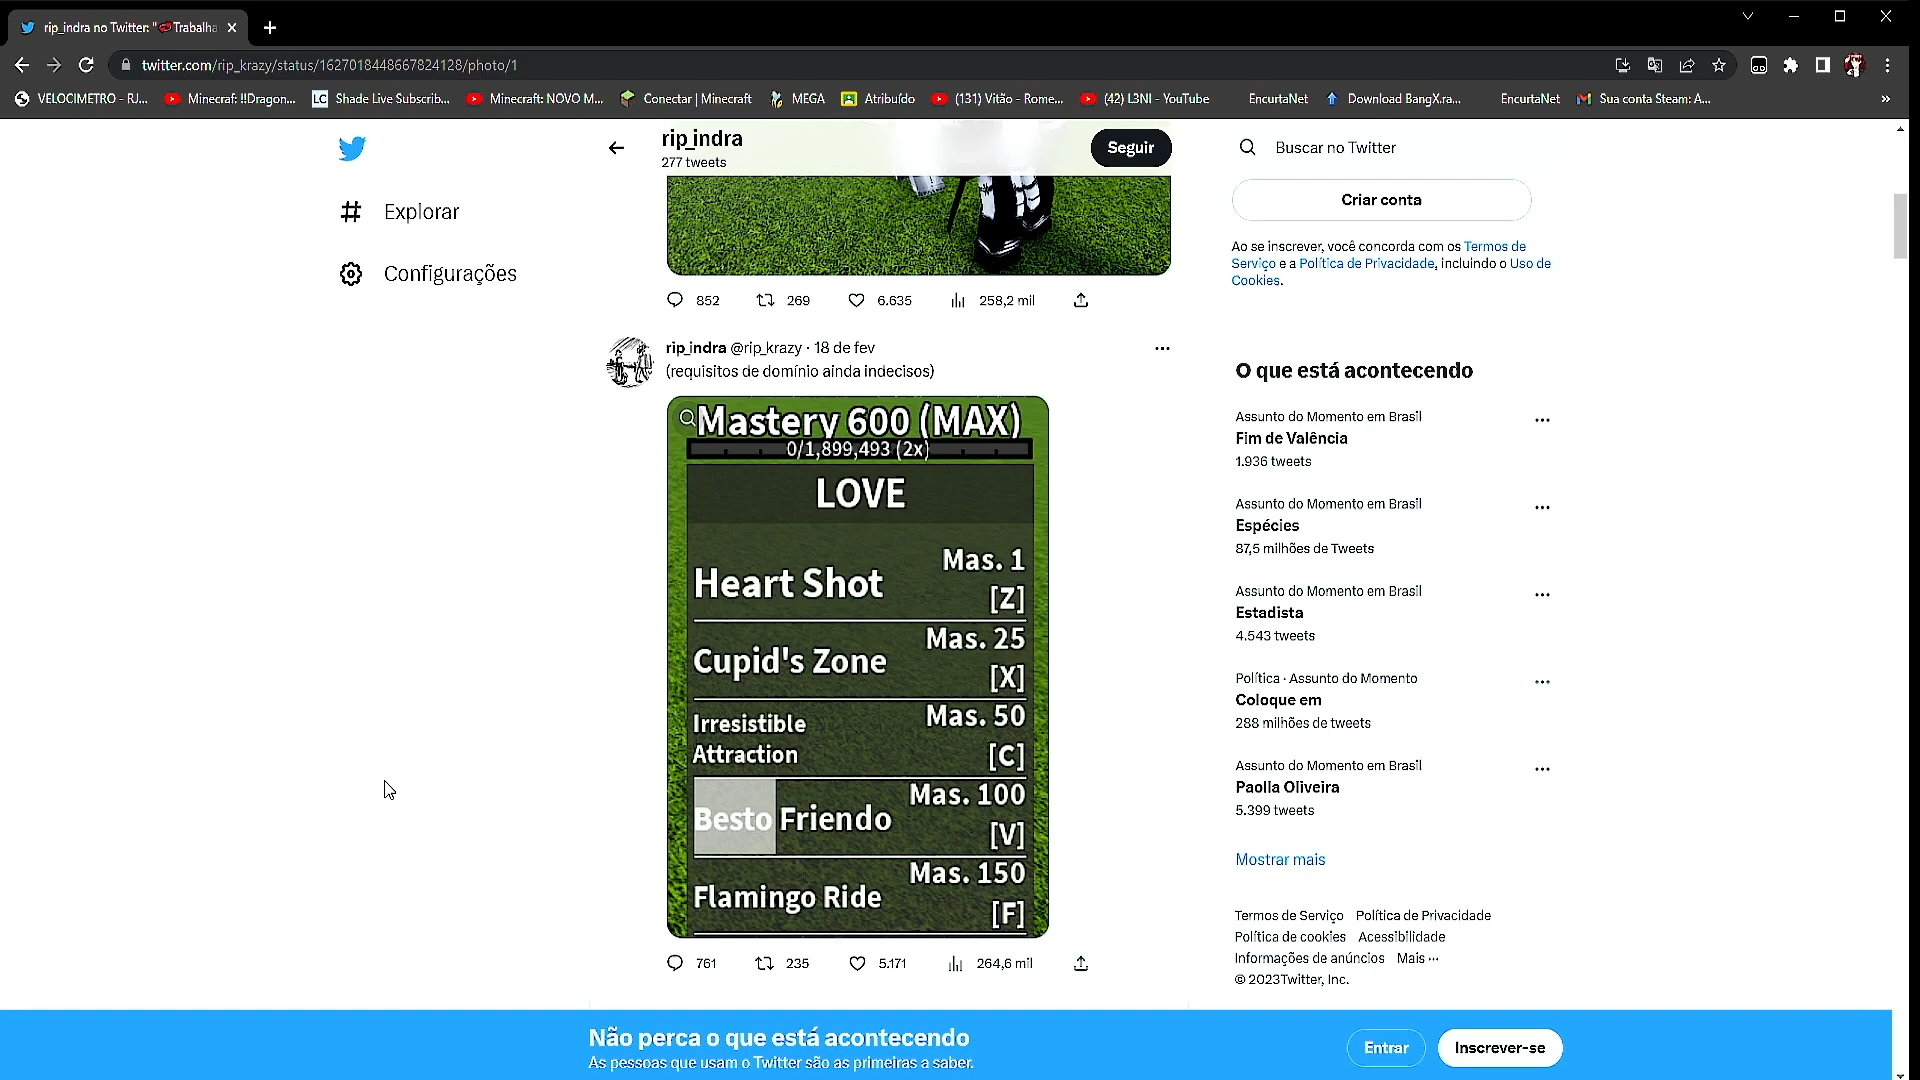 rip_indra no Twitter: "Trabalha
twitter.com/rip_krazy/status/1627018448667824128/photo/1
VELOCIMETRO - RJ...
Minecraf: !!Dragon...
LC
Shade Live Subscrib...
Minecraft: NOVO M...
Conectar | Minecraft
MEGA
Atribuído
(131) Vitão - Rome...
(42) L3NI - YouTube
EncurtaNet
Download BangX.ra...
EncurtaNet
Sua conta Steam: A...
»
Explorar
Configurações
rip_indra
277 tweets
Seguir
852
269
6.635
258,2 mil
rip_indra @rip_krazy · 18 de fev
(requisitos de domínio ainda indecisos)
Mastery 600 (MAX)
0/1,899,493 (2x)
LOVE
Heart Shot
Mas. 1
[Z]
Cupid's Zone
Mas. 25
[X]
Irresistible
Attraction
Mas. 50
[C]
Besto Friendo
Mas. 100
[V]
Flamingo Ride
Mas. 150
[F]
761
235
5.171
264,6 mil
Buscar no Twitter
Criar conta
Ao se inscrever, você concorda com os Termos de
Serviço e a Política de Privacidade, incluindo o Uso de
Cookies.
O que está acontecendo
Assunto do Momento em Brasil
Fim de Valência
1.936 tweets
Assunto do Momento em Brasil
Espécies
87,5 milhões de Tweets
Assunto do Momento em Brasil
Estadista
4.543 tweets
Política · Assunto do Momento
Coloque em
288 milhões de tweets
Assunto do Momento em Brasil
Paolla Oliveira
5.399 tweets
Mostrar mais
Termos de Serviço Política de Privacidade
Política de cookies Acessibilidade
Informações de anúncios Mais ···
© 2023Twitter, Inc.
Não perca o que está acontecendo
As pessoas que usam o Twitter são as primeiras a saber.
Entrar
Inscrever-se